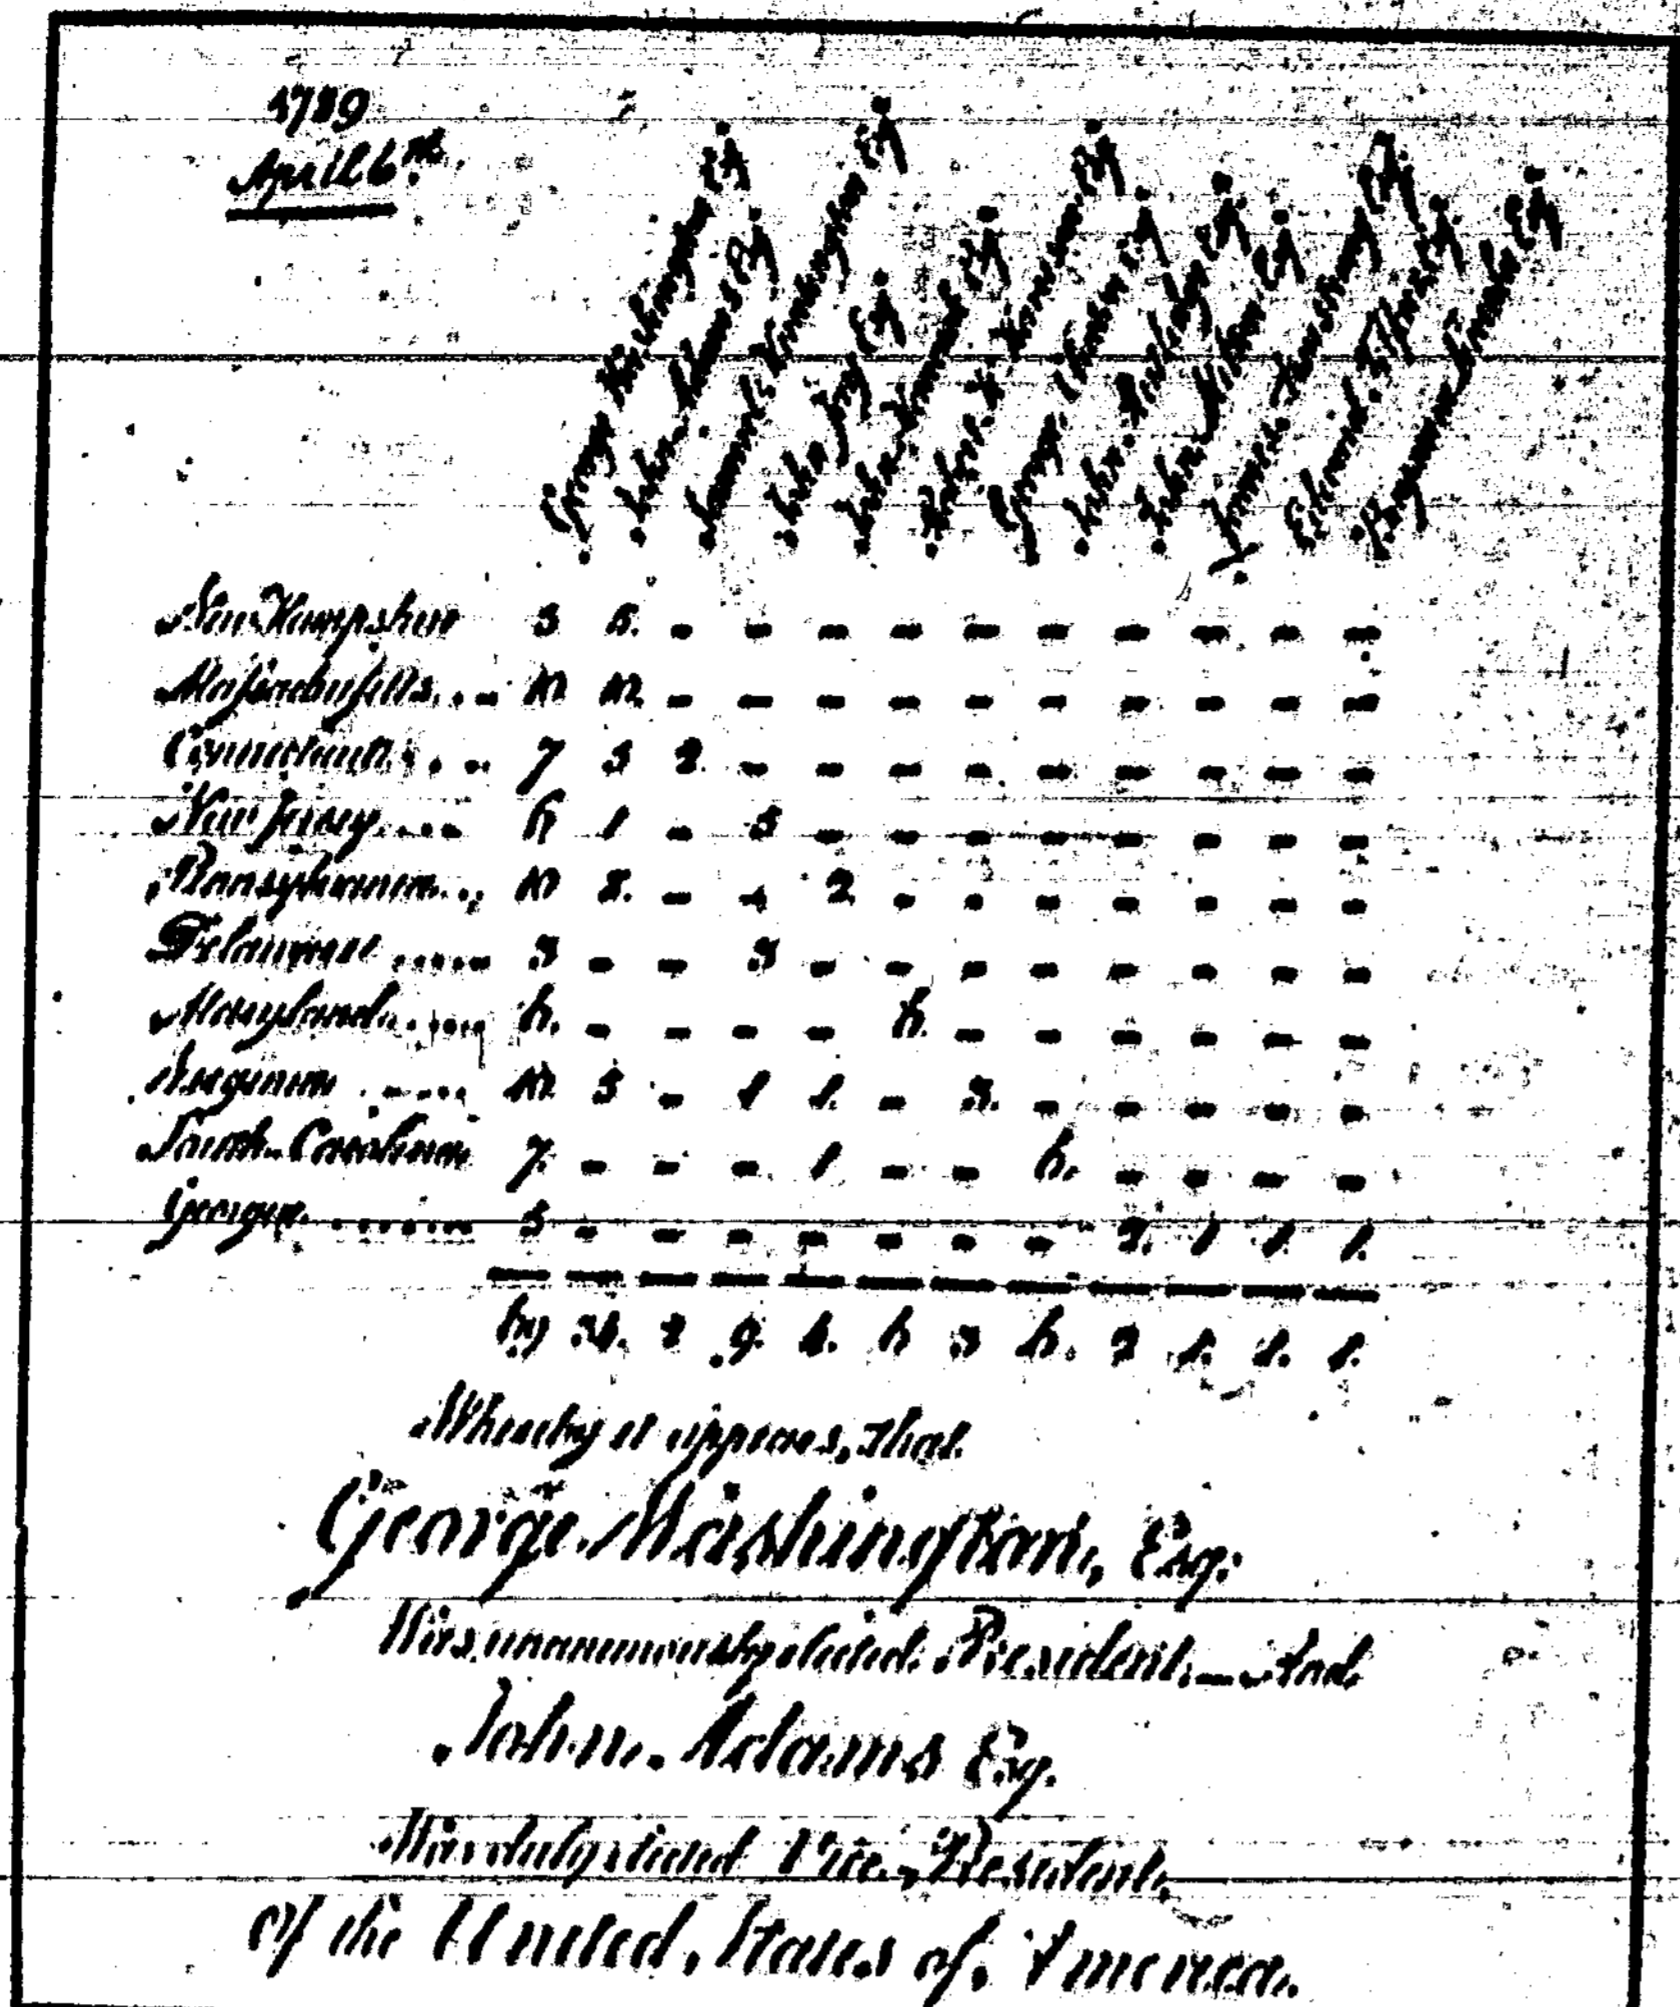 1789
April 6th
George Washington Esq
John Adams Esq
Samuel Huntington Esq
John Jay Esq
John Hancock Esq
Robert H Harrison Esq
George Clinton Esq
John Rutledge Esq
John Milton Esq
James Armstrong Esq
Edward Telfair Esq
Benjamin Lincoln Esq
New Hampshire 5 5. - - - - - - - - - -
Massachusetts... 10 10. - - - - - - - - - -
Connecticut... 7 5 2. - - - - - - - - -
New Jersey.... 6 1 - 5 - - - - - - - -
Pennsylvania... 10 8. - - 2. - - - - - - -
Delaware ..... 3 - - 3 - - - - - - - -
Maryland..... 6. - - - - 6. - - - - - -
Virginia ..... 10. 5 - 1 1. - 3. - - - - -
South Carolina 7. - - - 1 - - 6. - - - -
Georgia....... 5 - - - - - - - 2. 1 1. 1.
69 34. 2 9. 4. 6 3 6. 2 1. 1. 1.
Whereby it appears, that
George Washington, Esq:
Was unanimously elected President,_And
John Adams Esq.
Was duly elected Vice-President,
Of the United States of America.